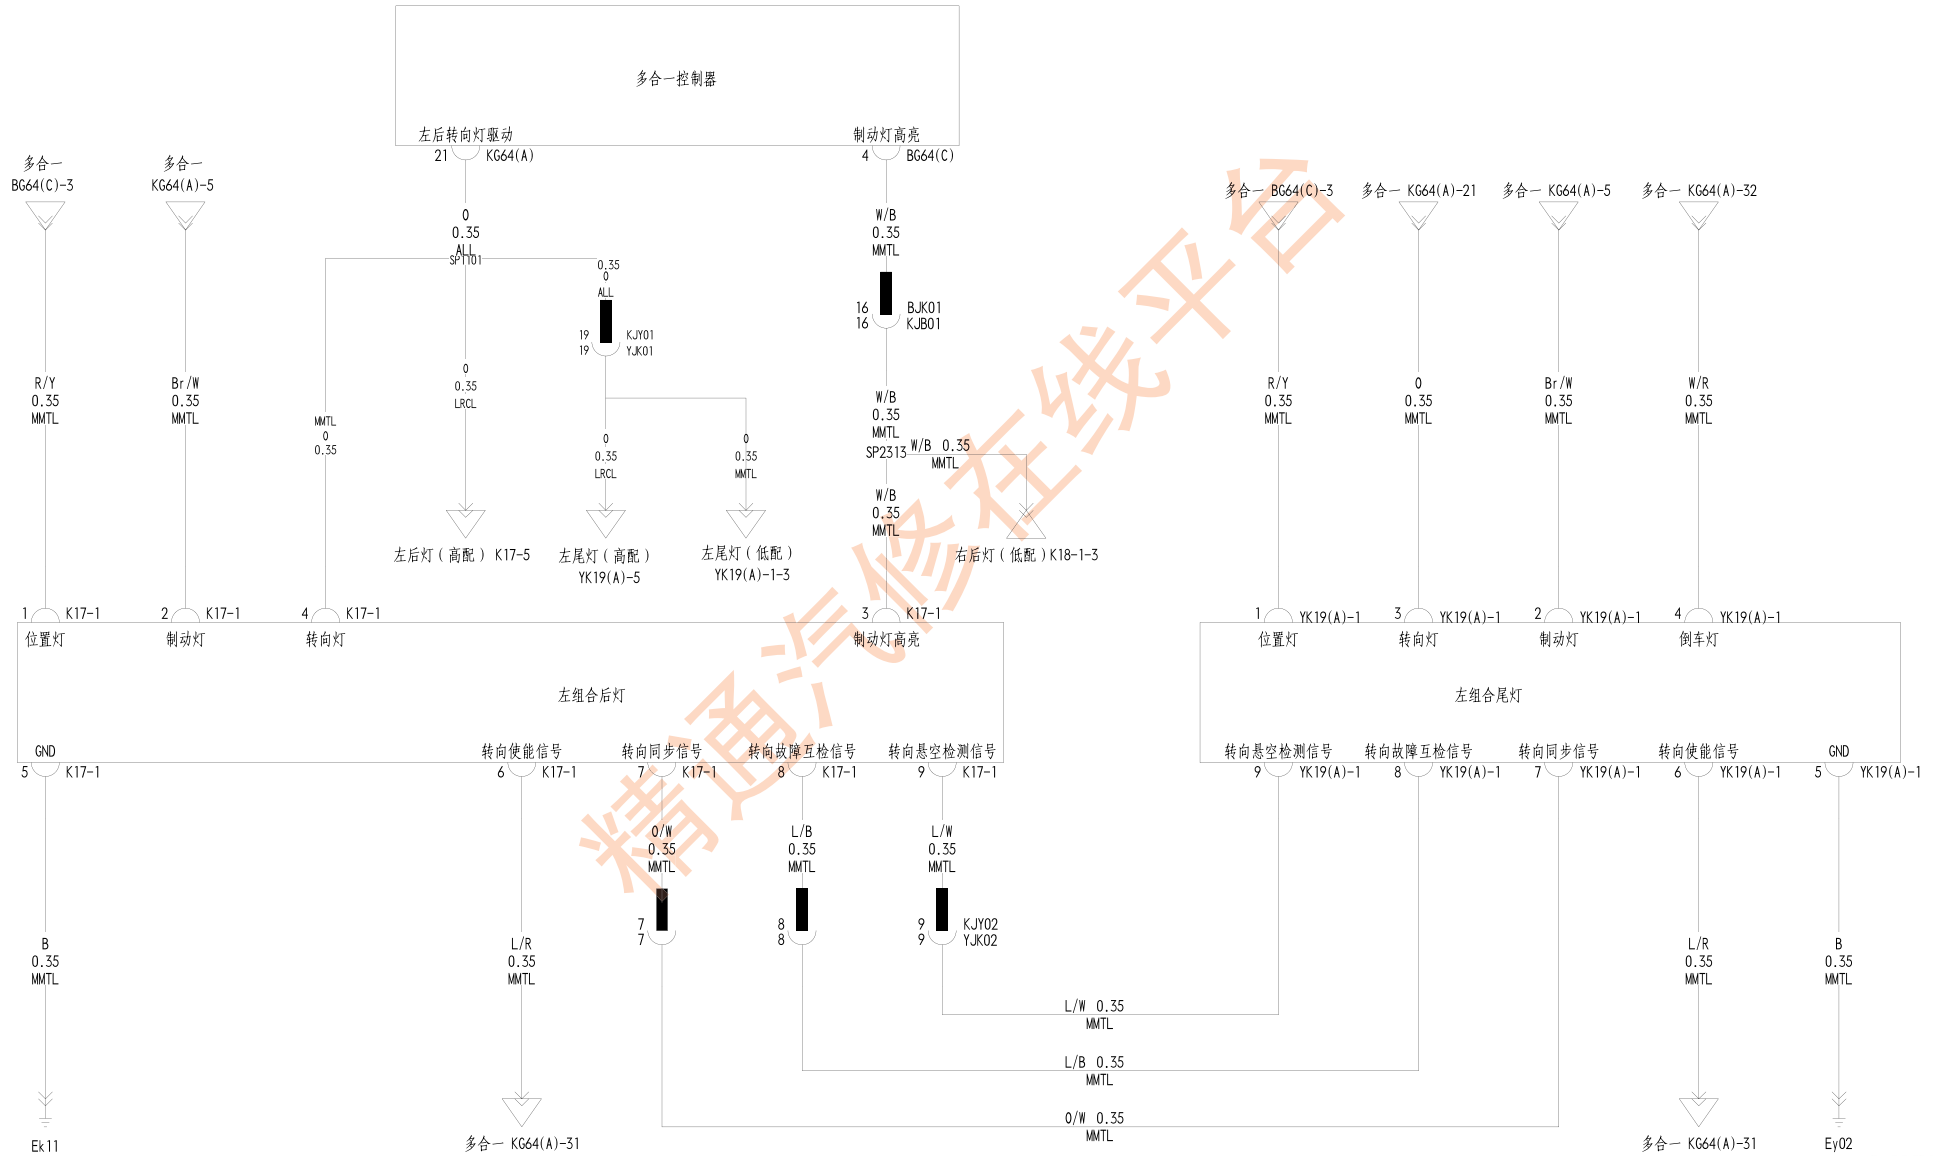 多合一控制器
左后转向灯驱动
制动灯高亮
21 KG64(A)
4 BG64(C)
多合一
BG64(C)-3
多合一
KG64(A)-5
多合一 BG64(C)-3
多合一 KG64(A)-21
多合一 KG64(A)-5
多合一 KG64(A)-32
O
0.35
ALL
SP1101
W/B
0.35
MMTL
0.35
O
ALL
19 KJY01
19 YJK01
16 BJK01
16 KJB01
R/Y
0.35
MMTL
Br/W
0.35
MMTL
MMTL
O
0.35
O
0.35
LRCL
O
0.35
LRCL
O
0.35
MMTL
W/B
0.35
MMTL
SP2313
W/B 0.35
MMTL
W/B
0.35
MMTL
R/Y
0.35
MMTL
O
0.35
MMTL
Br/W
0.35
MMTL
W/R
0.35
MMTL
左后灯(高配) K17-5
左尾灯(高配)
YK19(A)-5
左尾灯(低配)
YK19(A)-1-3
右后灯(低配)K18-1-3
1 K17-1
2 K17-1
4 K17-1
3 K17-1
位置灯
制动灯
转向灯
制动灯高亮
1 YK19(A)-1
3 YK19(A)-1
2 YK19(A)-1
4 YK19(A)-1
位置灯
转向灯
制动灯
倒车灯
左组合后灯
左组合尾灯
GND
转向使能信号
转向同步信号
转向故障互检信号
转向悬空检测信号
5 K17-1
6 K17-1
7 K17-1
8 K17-1
9 K17-1
转向悬空检测信号
转向故障互检信号
转向同步信号
转向使能信号
GND
9 YK19(A)-1
8 YK19(A)-1
7 YK19(A)-1
6 YK19(A)-1
5 YK19(A)-1
O/W
0.35
MMTL
L/B
0.35
MMTL
L/W
0.35
MMTL
7
7
8
8
9 KJY02
9 YJK02
B
0.35
MMTL
L/R
0.35
MMTL
L/R
0.35
MMTL
B
0.35
MMTL
L/W 0.35
MMTL
L/B 0.35
MMTL
O/W 0.35
MMTL
Ek11
多合一 KG64(A)-31
多合一 KG64(A)-31
Ey02
精通汽修在线平台